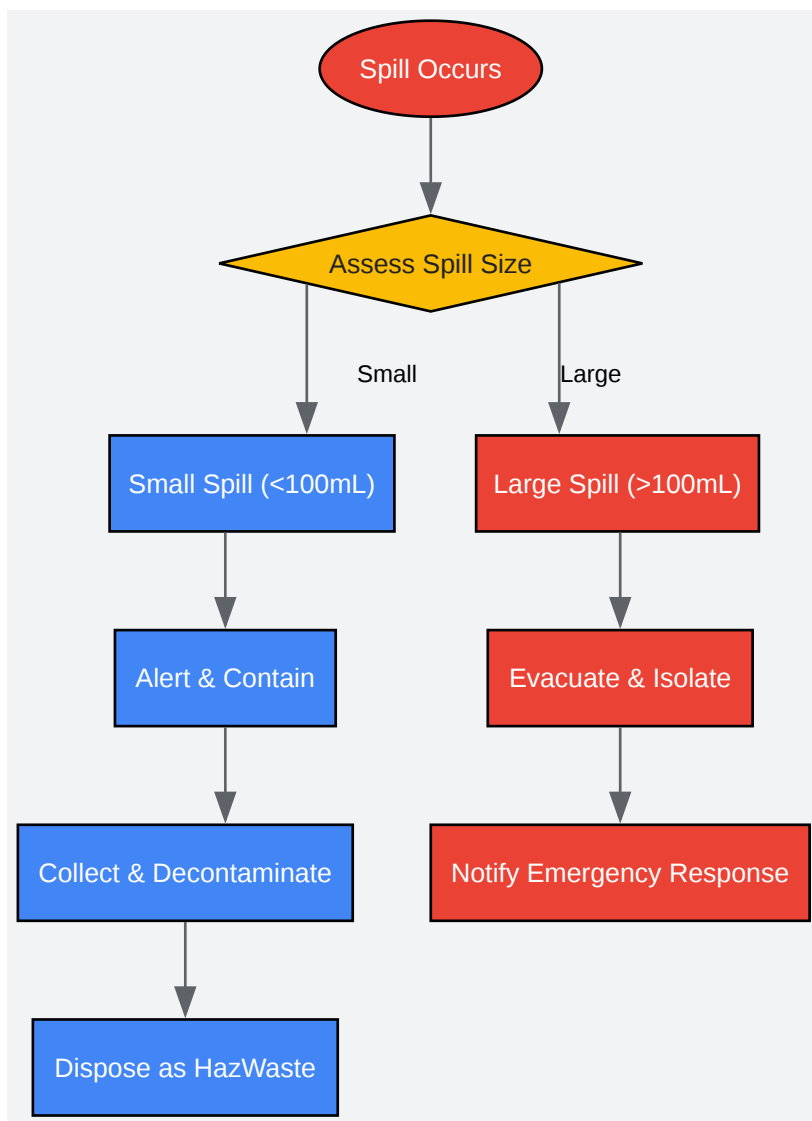 Spill Occurs
Assess Spill Size
Small
Large
Small Spill (<100mL)
Large Spill (>100mL)
Alert & Contain
Evacuate & Isolate
Collect & Decontaminate
Notify Emergency Response
Dispose as HazWaste